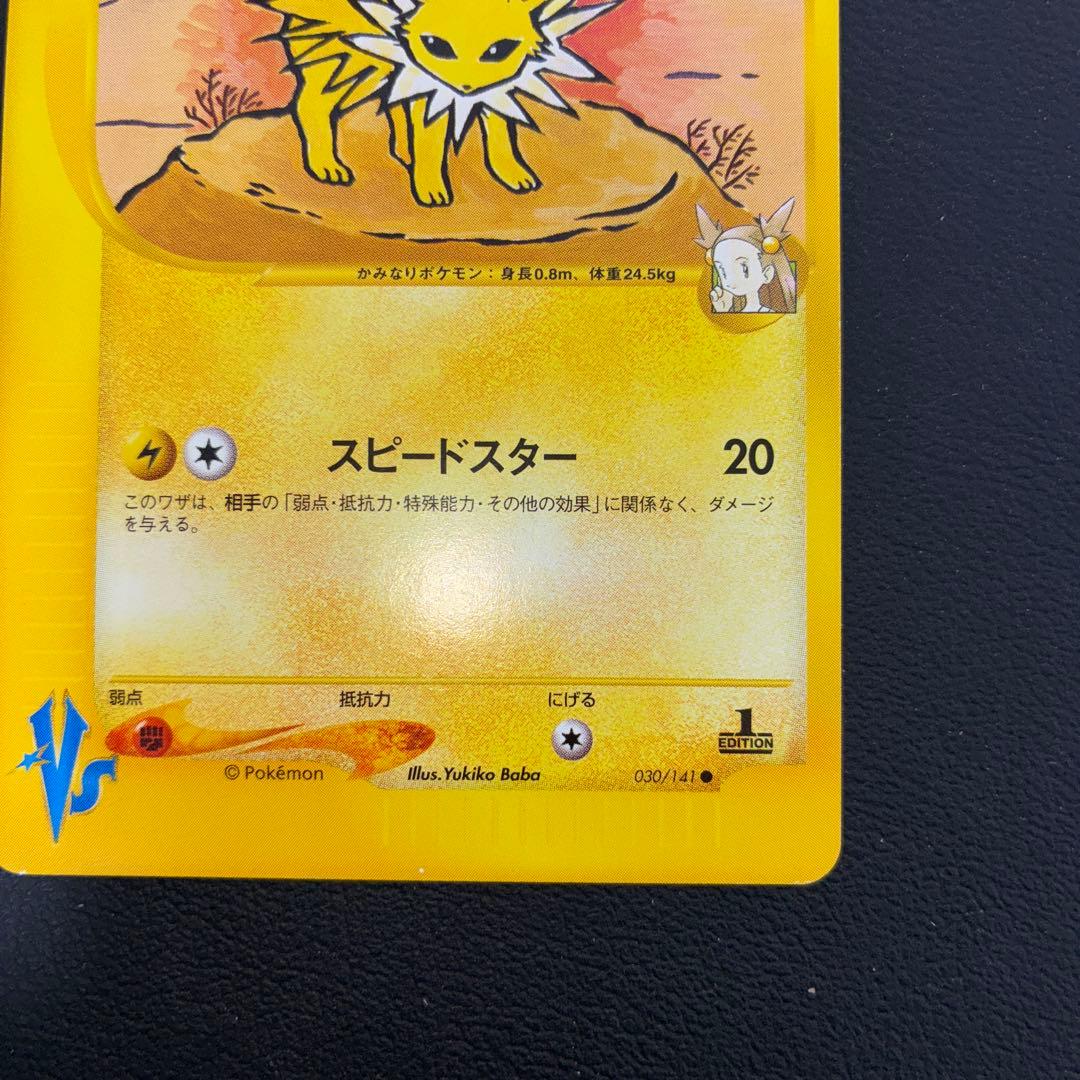 かみなりポケモン：身長0.8m、体重24.5kg
スピードスター 20
このワザは、相手の「弱点・抵抗力・特殊能力・その他の効果」に関係なく、ダメージ
を与える。
弱点 抵抗力 にげる
1
EDITION
VS
© Pokémon Illus.Yukiko Baba 030/141●